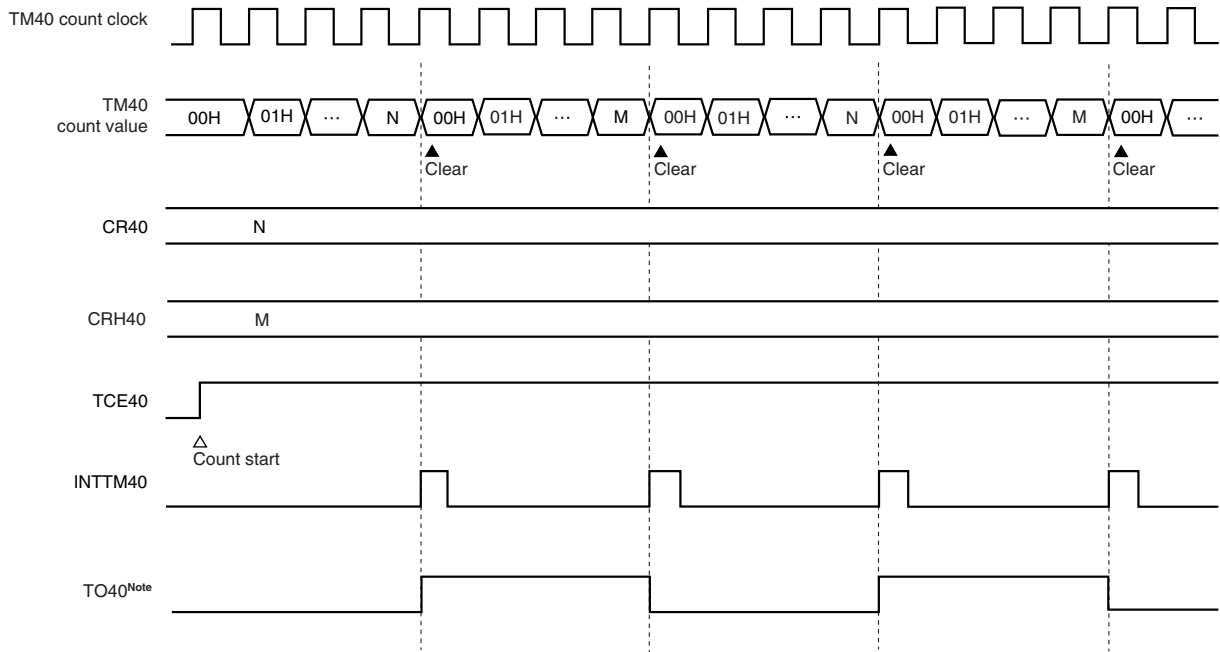 TM40 count clock
TM40
count value
00H 01H ... N 00H 01H ... M 00H 01H ... N 00H 01H ... M 00H ...
Clear Clear Clear Clear
CR40 N
CRH40 M
TCE40
Count start
INTTM40
TO40Note